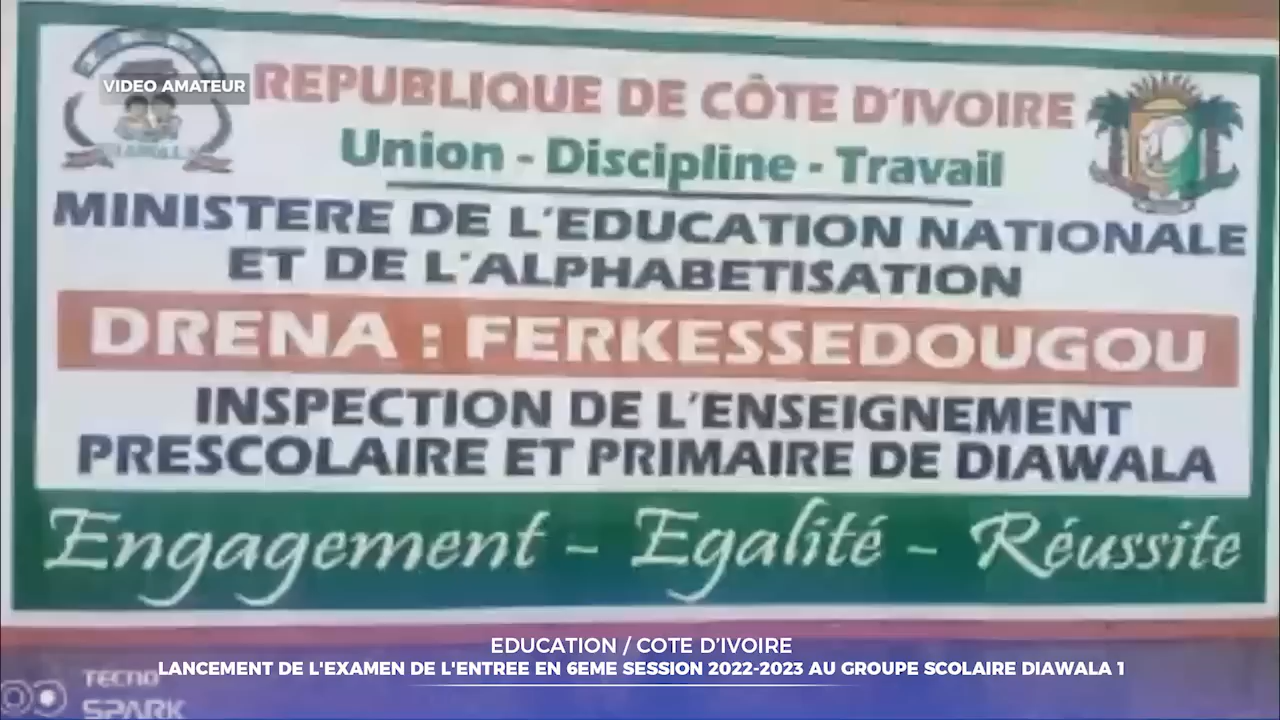 VIDEO AMATEUR
REPUBLIQUE DE CÔTE D'IVOIRE
Union - Discipline - Travail
MINISTERE DE L'EDUCATION NATIONALE
ET DE L'ALPHABETISATION
DRENA : FERKESSEDOUGOU
INSPECTION DE L'ENSEIGNEMENT
PRESCOLAIRE ET PRIMAIRE DE DIAWALA
Engagement - Egalité - Réussite
EDUCATION / COTE D'IVOIRE
LANCEMENT DE L'EXAMEN DE L'ENTREE EN 6EME SESSION 2022-2023 AU GROUPE SCOLAIRE DIAWALA 1
TECNO
SPARK